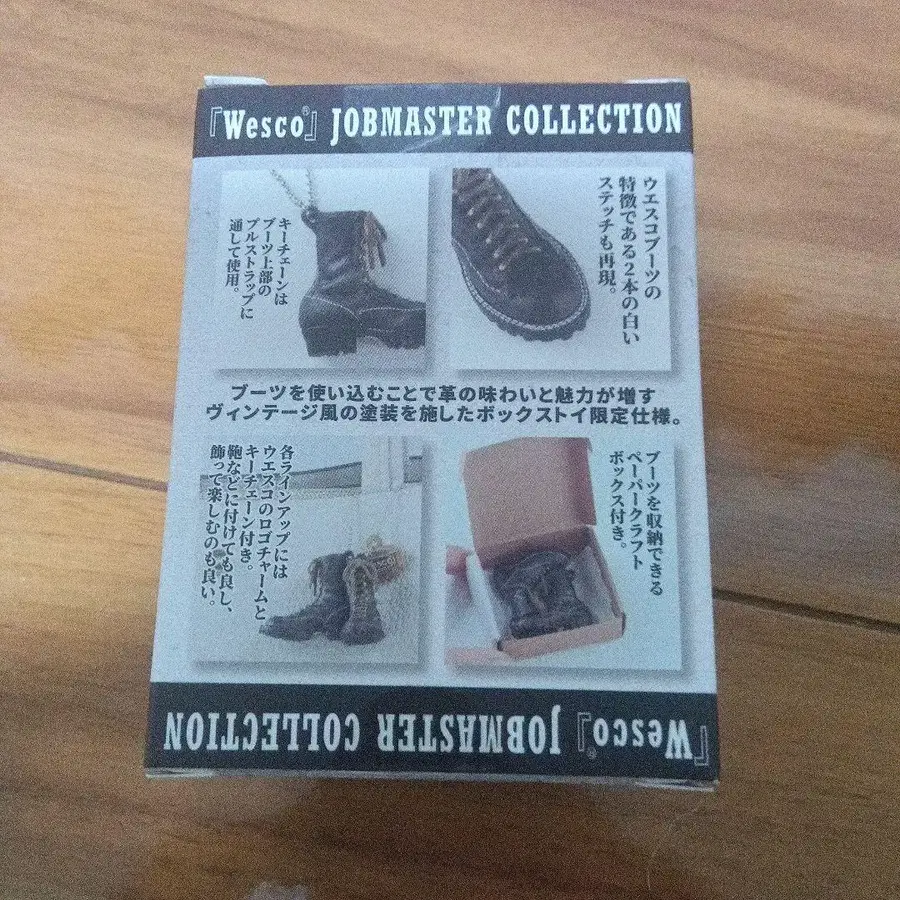 『Wesco®』 JOBMASTER COLLECTION
キーチェーンは
ブーツ上部の
プルストラップに
通して使用。
ウエスコブーツの
特徴である2本の白い
ステッチも再現。
ブーツを使い込むことで革の味わいと魅力が増す
ヴィンテージ風の塗装を施したボックストイ限定仕様。
各ラインアップには
ウエスコのロゴチャームと
キーチェーン付き。
鞄などに付けても良し、
飾って楽しむのも良い。
ブーツを収納できる
ペーパークラフト
ボックス付き。
『Wesco®』 JOBMASTER COLLECTION